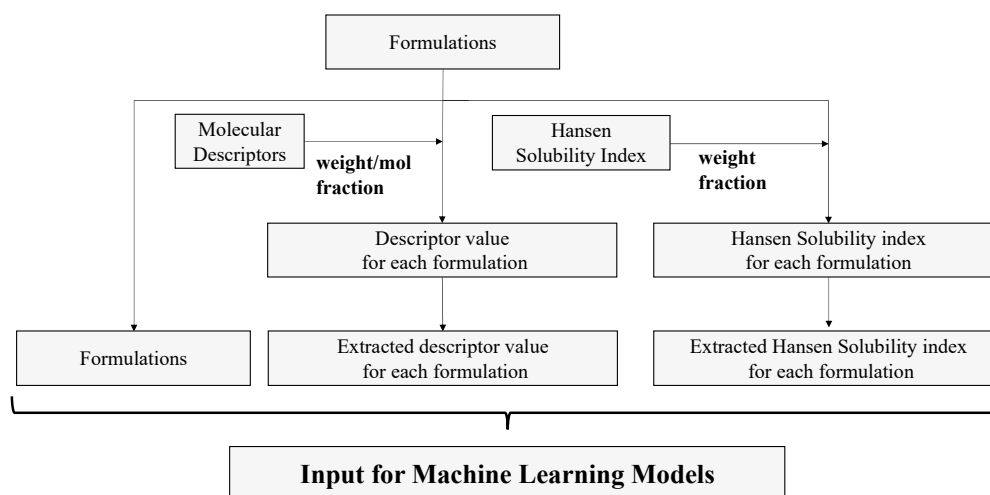 Formulations
Molecular
Descriptors
weight/mol
fraction
Hansen
Solubility Index
weight
fraction
Descriptor value
for each formulation
Hansen Solubility index
for each formulation
Formulations
Extracted descriptor value
for each formulation
Extracted Hansen Solubility index
for each formulation
Input for Machine Learning Models